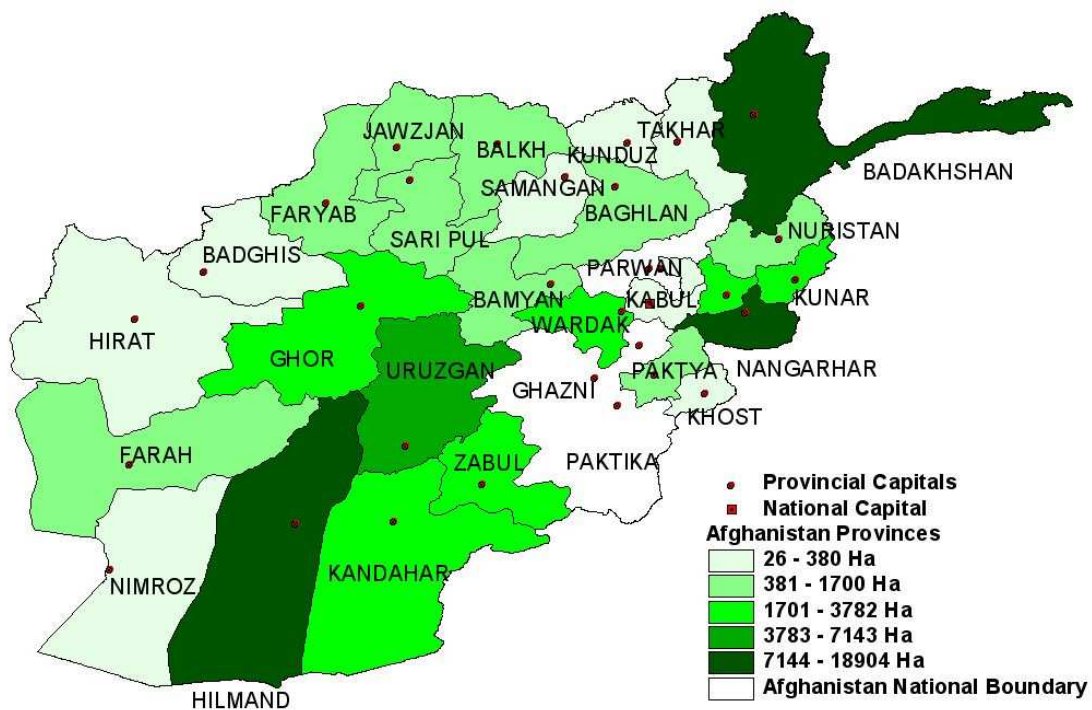 JAWZJAN
TAKHAR
BALKH
KUNDUZ
BADAKHSHAN
SAMANGAN
FARYAB
BAGHLAN
SARI PUL
NURISTAN
BADGHIS
PARWAN
BAMYAN
KABUL
KUNAR
WARDAK
HIRAT
GHOR
URUZGAN
PAKTYA
NANGARHAR
GHAZNI
KHOST
FARAH
ZABUL
PAKTIKA
NIMROZ
KANDAHAR
HILMAND
Provincial Capitals
National Capital
Afghanistan Provinces
26 - 380 Ha
381 - 1700 Ha
1701 - 3782 Ha
3783 - 7143 Ha
7144 - 18904 Ha
Afghanistan National Boundary